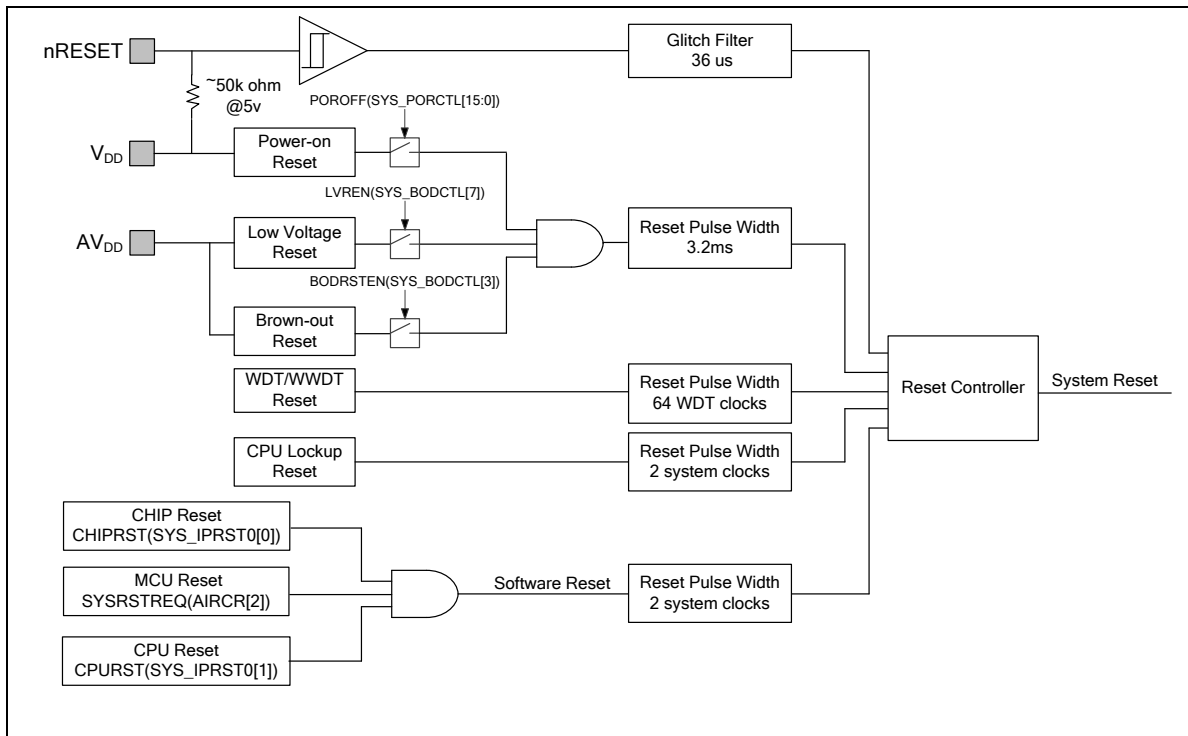 nRESET
~50k ohm
@5v
Glitch Filter
36 us
POROFF(SYS_PORCTL[15:0])
VDD
Power-on
Reset
LVREN(SYS_BODCTL[7])
AVDD
Low Voltage
Reset
Reset Pulse Width
3.2ms
BODRSTEN(SYS_BODCTL[3])
Brown-out
Reset
WDT/WWDT
Reset
Reset Pulse Width
64 WDT clocks
Reset Controller
System Reset
CPU Lockup
Reset
Reset Pulse Width
2 system clocks
CHIP Reset
CHIPRST(SYS_IPRST0[0])
MCU Reset
SYSRSTREQ(AIRCR[2])
Software Reset
Reset Pulse Width
2 system clocks
CPU Reset
CPURST(SYS_IPRST0[1])